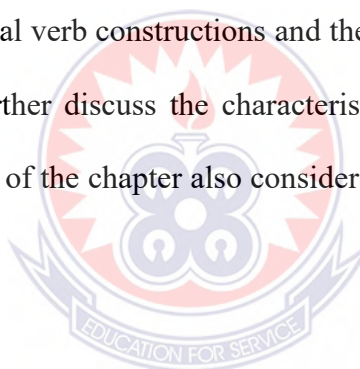 al verb constructions and the
rther discuss the characteris
of the chapter also consider
EDUCATION FOR SERVICE